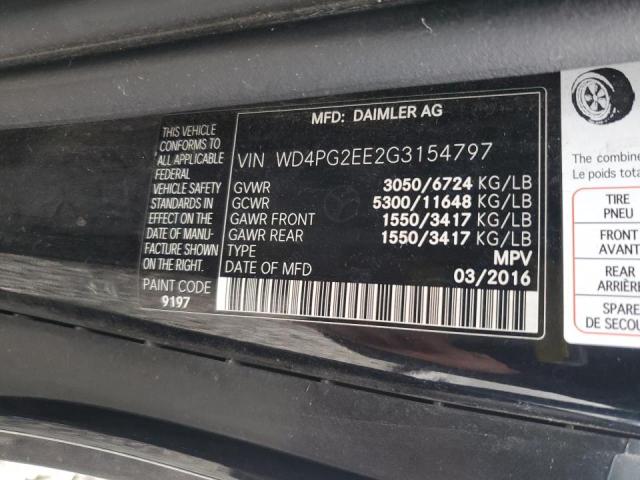 MFD: DAIMLER AG
THIS VEHICLE
CONFORMS TO
ALL APPLICABLE
FEDERAL
VEHICLE SAFETY
STANDARDS IN
EFFECT ON THE
DATE OF MANU-
FACTURE SHOWN
PAINT CODE
9197
VIN WD4PG2EE2G3154797
GVWR 3050/6724 KG/LB
GCWR 5300/11648 KG/LB
GAWR FRONT 1550/3417 KG/LB
GAWR REAR 1550/3417 KG/LB
TYPE MPV
DATE OF MFD 03/2016
The combine
Le poids tota
TIRE
PNEU
FRONT
AVANT
REAR
ARRIÈRE
SPARE
DE SECOU